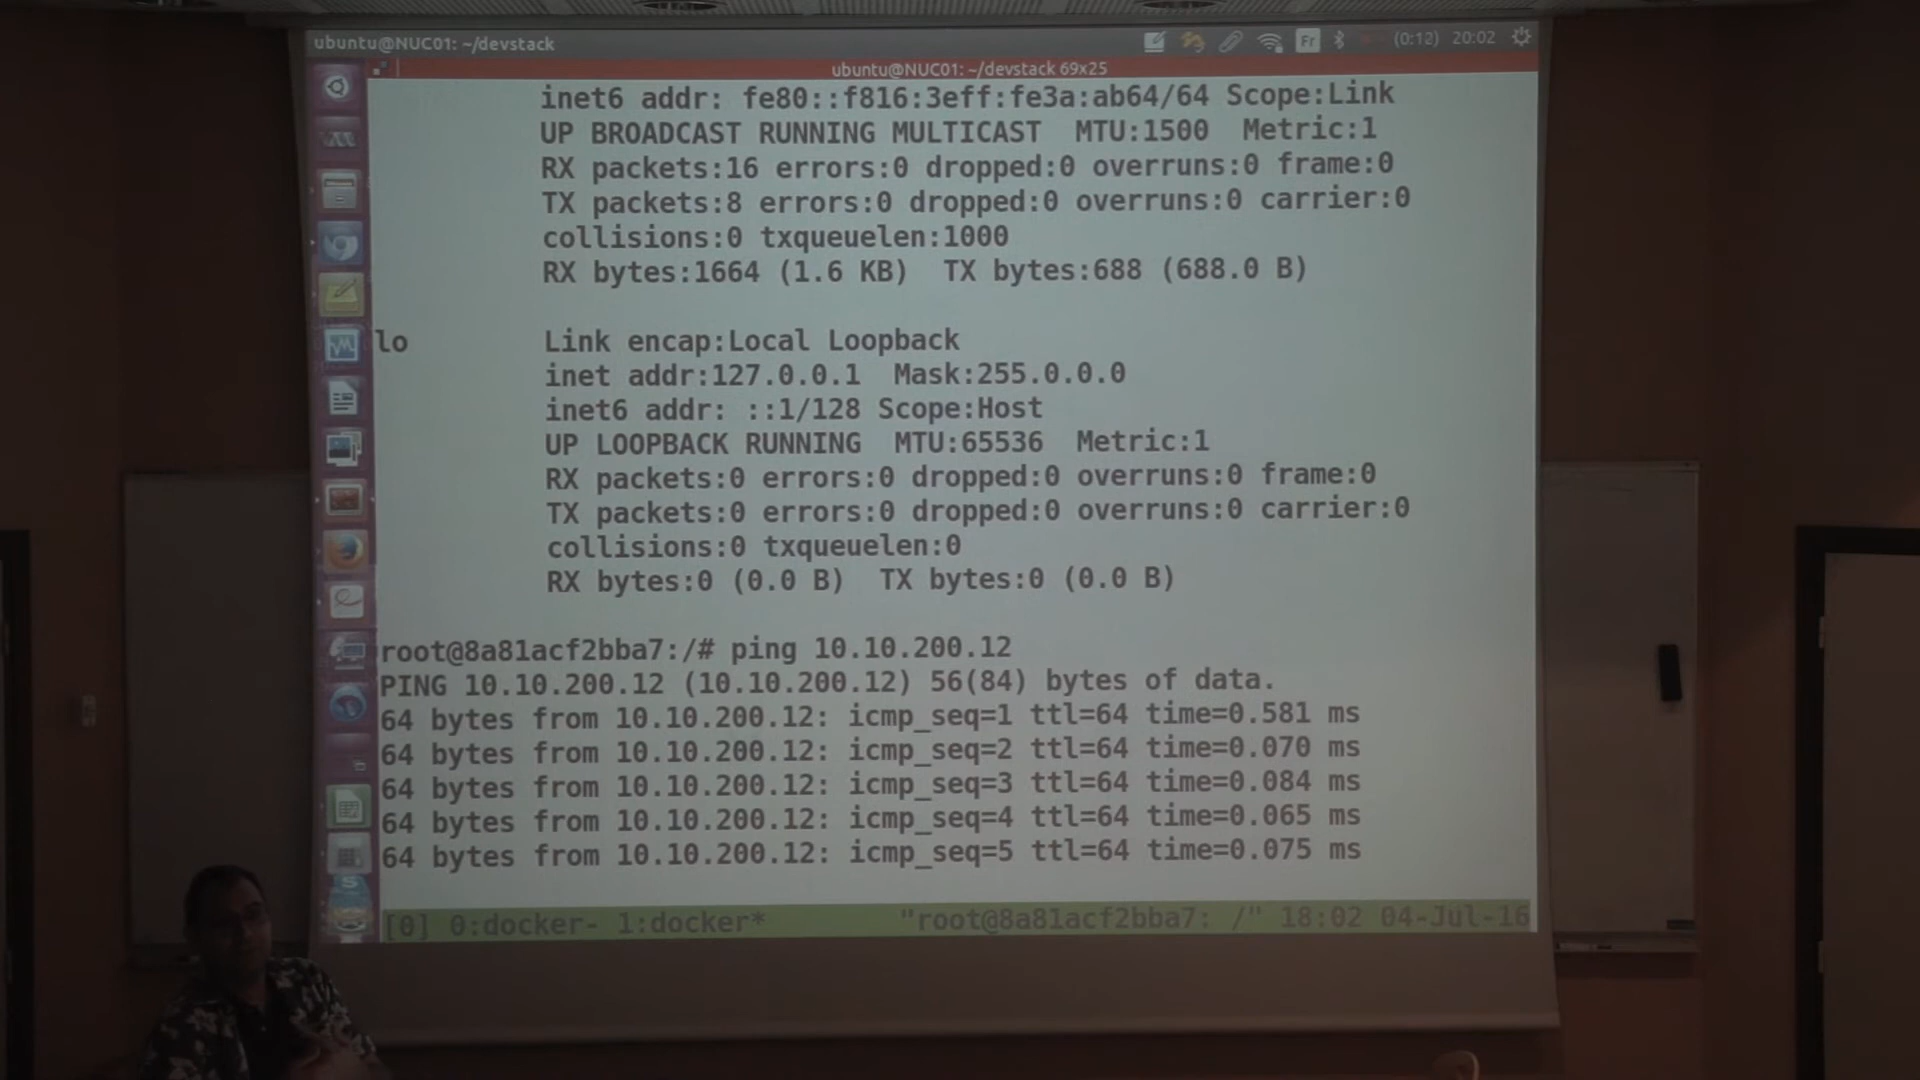 ubuntu@NUC01: ~/devstack
Fr (0:12) 20:02
ubuntu@NUC01: ~/devstack 69x25
inet6 addr: fe80::f816:3eff:fe3a:ab64/64 Scope:Link
UP BROADCAST RUNNING MULTICAST  MTU:1500  Metric:1
RX packets:16 errors:0 dropped:0 overruns:0 frame:0
TX packets:8 errors:0 dropped:0 overruns:0 carrier:0
collisions:0 txqueuelen:1000
RX bytes:1664 (1.6 KB)  TX bytes:688 (688.0 B)
lo        Link encap:Local Loopback
inet addr:127.0.0.1  Mask:255.0.0.0
inet6 addr: ::1/128 Scope:Host
UP LOOPBACK RUNNING  MTU:65536  Metric:1
RX packets:0 errors:0 dropped:0 overruns:0 frame:0
TX packets:0 errors:0 dropped:0 overruns:0 carrier:0
collisions:0 txqueuelen:0
RX bytes:0 (0.0 B)  TX bytes:0 (0.0 B)
root@8a81acf2bba7:/# ping 10.10.200.12
PING 10.10.200.12 (10.10.200.12) 56(84) bytes of data.
64 bytes from 10.10.200.12: icmp_seq=1 ttl=64 time=0.581 ms
64 bytes from 10.10.200.12: icmp_seq=2 ttl=64 time=0.070 ms
64 bytes from 10.10.200.12: icmp_seq=3 ttl=64 time=0.084 ms
64 bytes from 10.10.200.12: icmp_seq=4 ttl=64 time=0.065 ms
64 bytes from 10.10.200.12: icmp_seq=5 ttl=64 time=0.075 ms
[0] 0:docker- 1:docker*        "root@8a81acf2bba7: /" 18:02 04-Jul-16